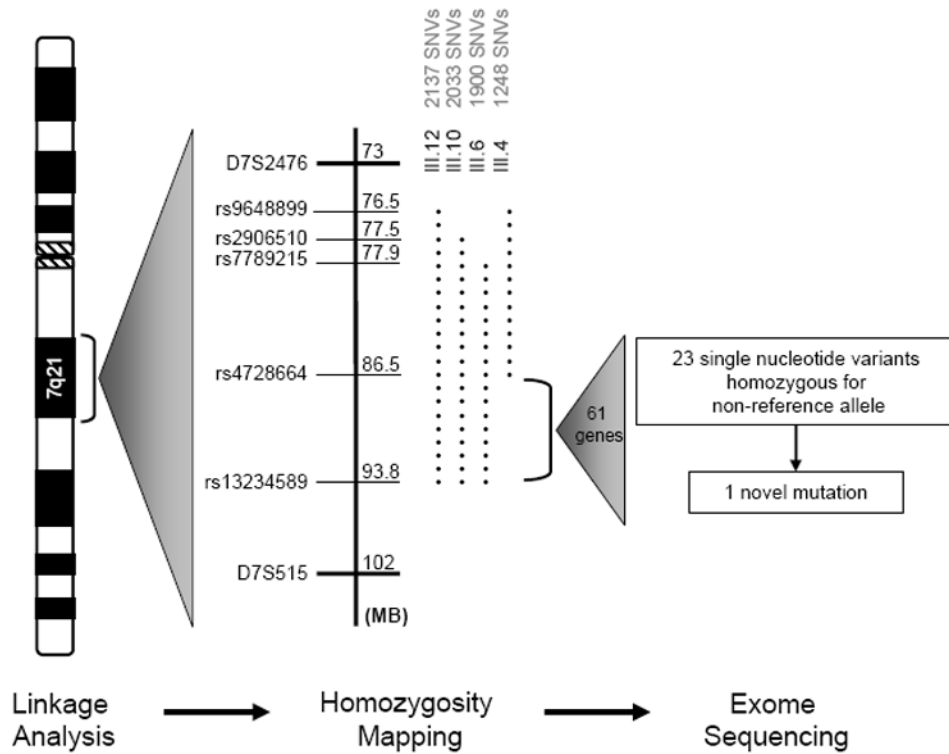 2137 SNVs
2033 SNVs
1900 SNVs
1248 SNVs
III.12
III.10
III.6
III.4
7q21
D7S2476 73
rs9648899 76.5
rs2906510 77.5
rs7789215 77.9
rs4728664 86.5
rs13234589 93.8
D7S515 102
(MB)
61
genes
23 single nucleotide variants
homozygous for
non-reference allele
1 novel mutation
Linkage
Analysis
Homozygosity
Mapping
Exome
Sequencing